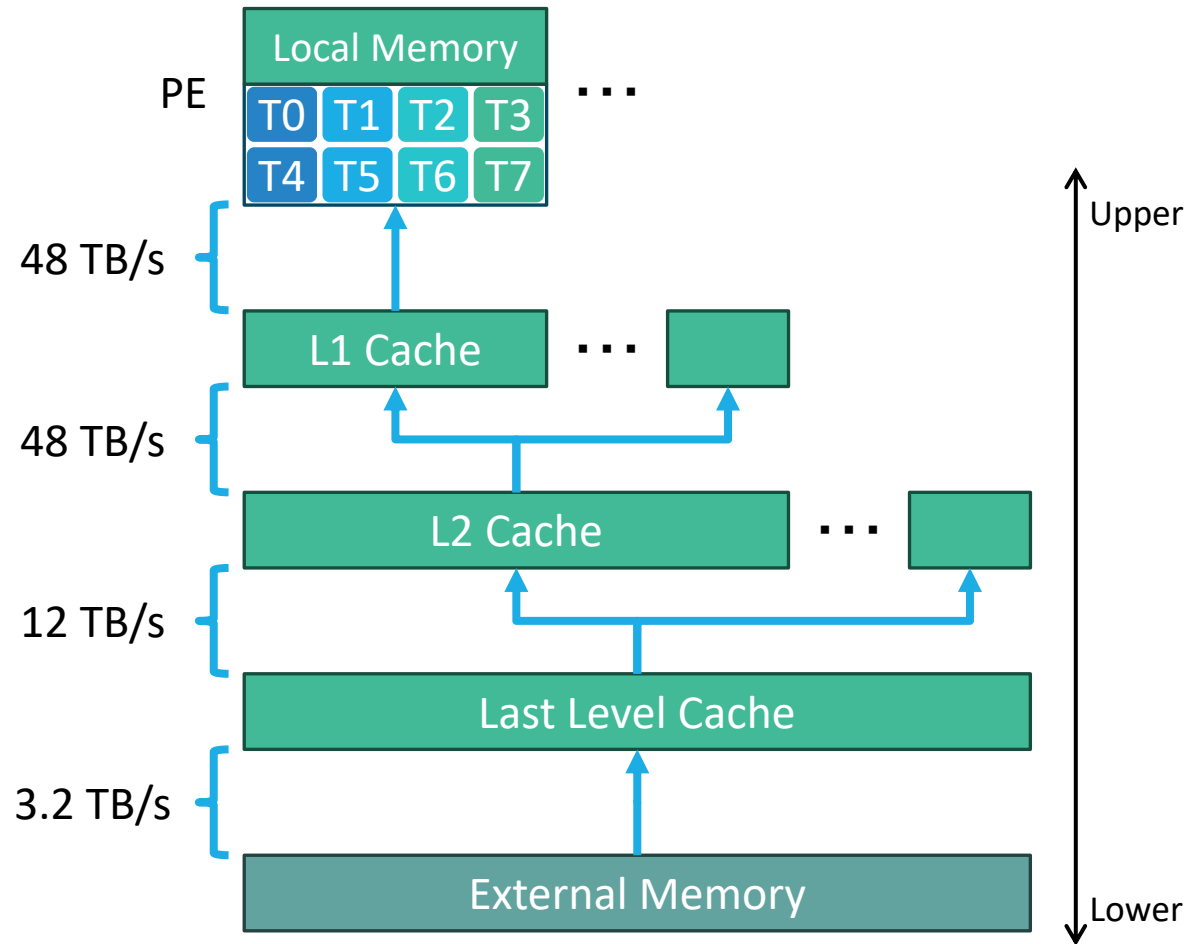 Local Memory
PE
...
T0 T1 T2 T3
T4 T5 T6 T7
Upper
48 TB/s
L1 Cache
...
48 TB/s
L2 Cache
...
12 TB/s
Last Level Cache
3.2 TB/s
External Memory
Lower